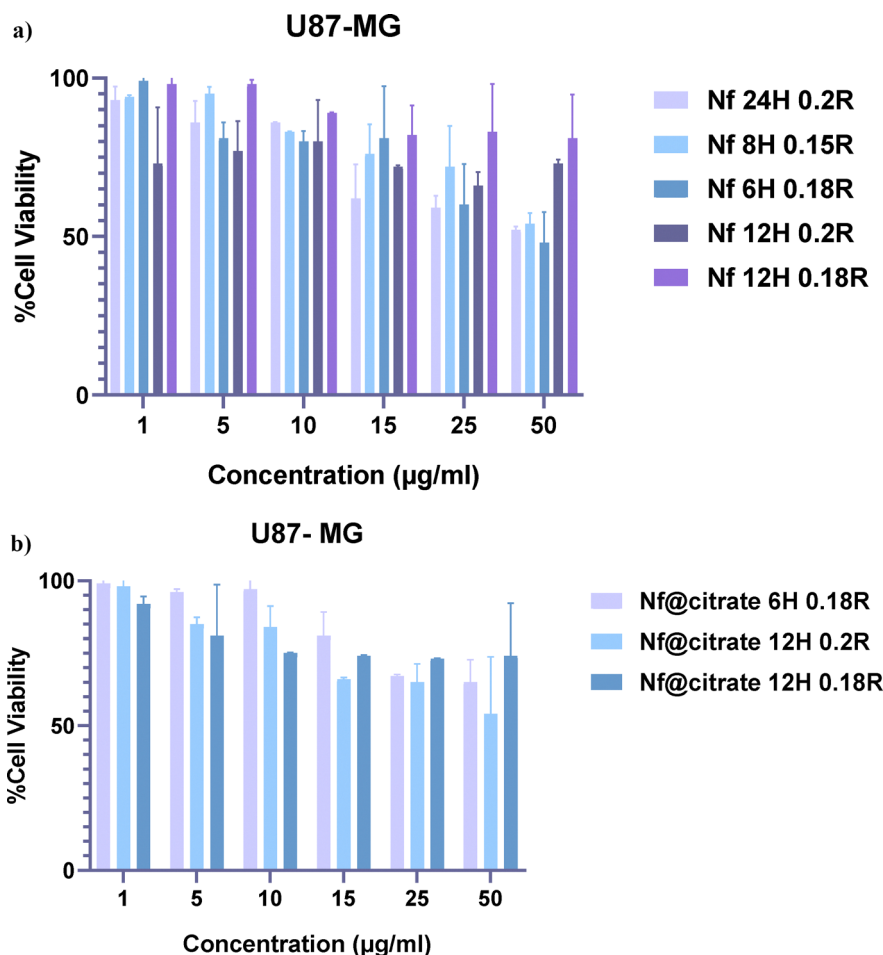 a)
U87-MG
%Cell Viability
100
50
0
1 5 10 15 25 50
Concentration (µg/ml)
Nf 24H 0.2R
Nf 8H 0.15R
Nf 6H 0.18R
Nf 12H 0.2R
Nf 12H 0.18R
b)
U87- MG
%Cell Viability
100
50
0
1 5 10 15 25 50
Concentration (µg/ml)
Nf@citrate 6H 0.18R
Nf@citrate 12H 0.2R
Nf@citrate 12H 0.18R